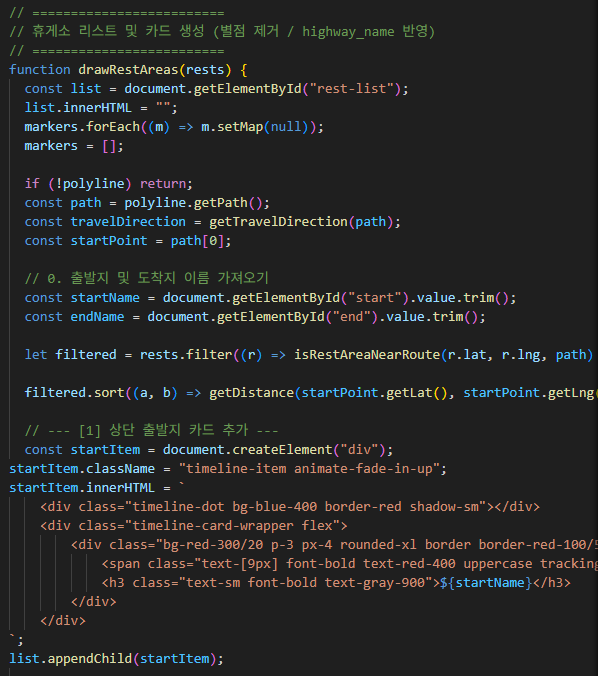 // =========================
// 휴게소 리스트 및 카드 생성 (별점 제거 / highway_name 반영)
// =========================
function drawRestAreas(rests) {
  const list = document.getElementById("rest-list");
  list.innerHTML = "";
  markers.forEach((m) => m.setMap(null));
  markers = [];

  if (!polyline) return;
  const path = polyline.getPath();
  const travelDirection = getTravelDirection(path);
  const startPoint = path[0];

  // 0. 출발지 및 도착지 이름 가져오기
  const startName = document.getElementById("start").value.trim();
  const endName = document.getElementById("end").value.trim();

  let filtered = rests.filter((r) => isRestAreaNearRoute(r.lat, r.lng, path)

  filtered.sort((a, b) => getDistance(startPoint.getLat(), startPoint.getLng(

  // --- [1] 상단 출발지 카드 추가 ---
  const startItem = document.createElement("div");
startItem.className = "timeline-item animate-fade-in-up";
startItem.innerHTML = `
    <div class="timeline-dot bg-blue-400 border-red shadow-sm"></div>
    <div class="timeline-card-wrapper flex">
        <div class="bg-red-300/20 p-3 px-4 rounded-xl border border-red-100/
            <span class="text-[9px] font-bold text-red-400 uppercase tracking
            <h3 class="text-sm font-bold text-gray-900">${startName}</h3>
        </div>
    </div>
`;
list.appendChild(startItem);